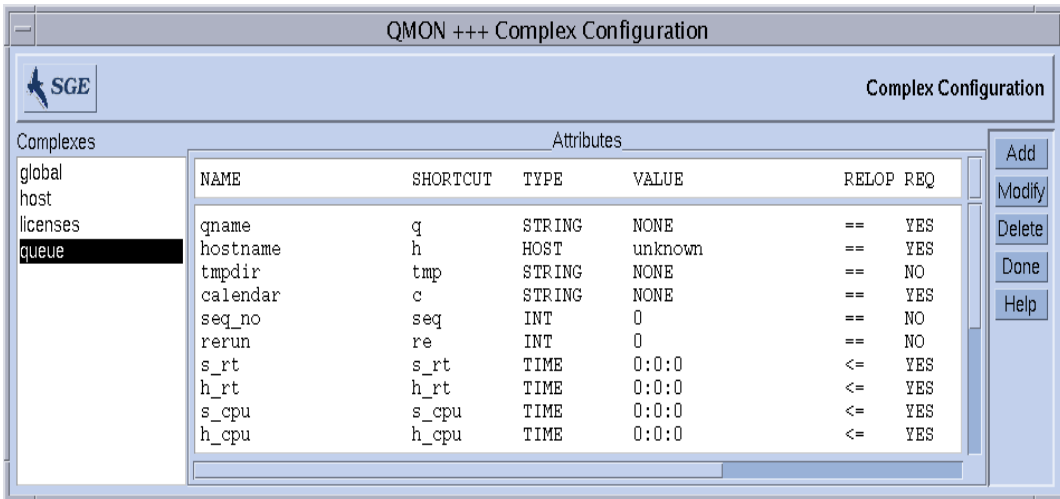 QMON +++ Complex Configuration
SGE
Complex Configuration
Complexes
global
host
licenses
queue
Attributes
NAME SHORTCUT TYPE VALUE RELOP REQ
qname q STRING NONE == YES
hostname h HOST unknown == YES
tmpdir tmp STRING NONE == NO
calendar c STRING NONE == YES
seq_no seq INT 0 == NO
rerun re INT 0 == NO
s_rt s_rt TIME 0:0:0 <= YES
h_rt h_rt TIME 0:0:0 <= YES
s_cpu s_cpu TIME 0:0:0 <= YES
h_cpu h_cpu TIME 0:0:0 <= YES
Add
Modify
Delete
Done
Help